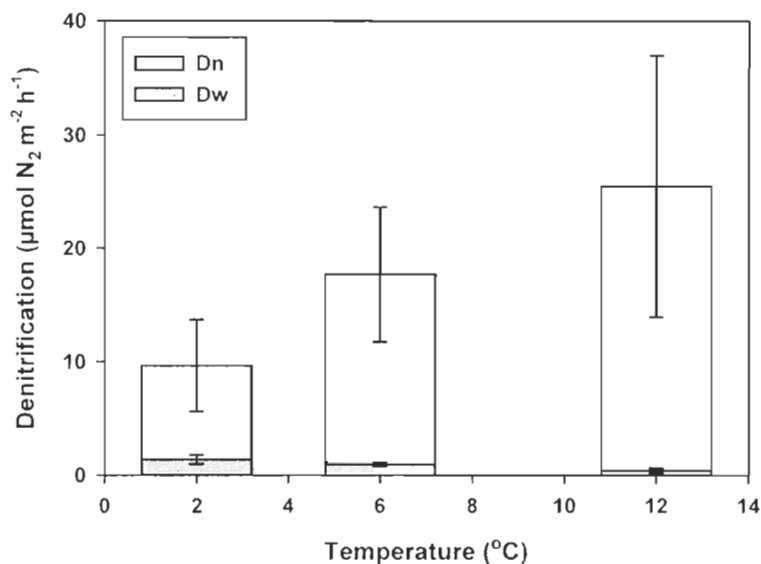 Denitrification (µmol N₂ m⁻² h⁻¹)
40
30
20
10
0
Dn
Dw
0 2 4 6 8 10 12 14
Temperature (°C)